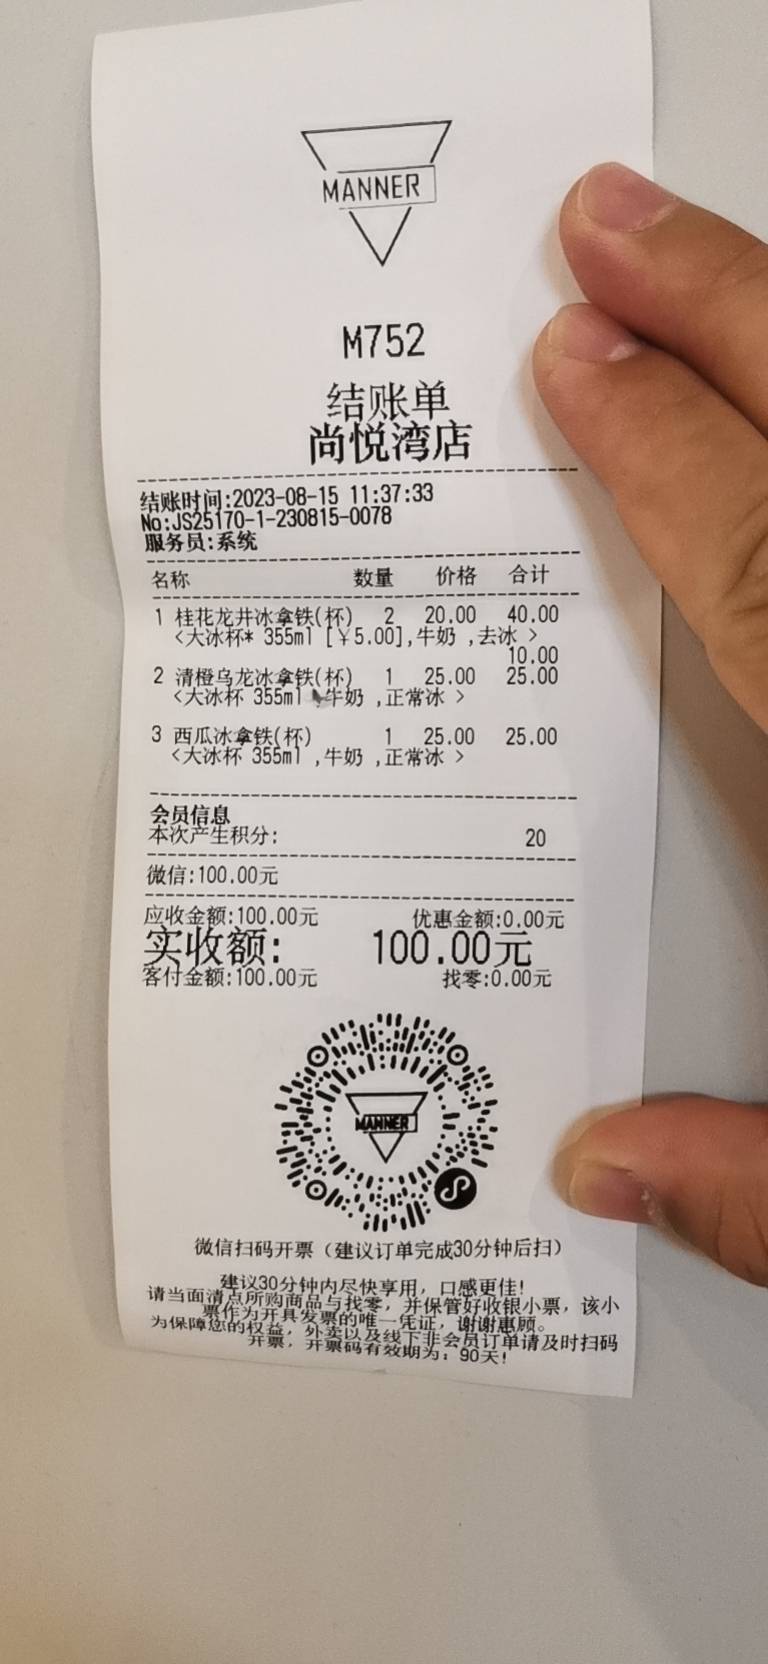 MANNER
M752
结账单
尚悦湾店
结账时间:2023-08-15 11:37:33
No:JS25170-1-230815-0078
服务员:系统
名称 数量 价格 合计
1 桂花龙井冰拿铁(杯) 2 20.00 40.00
<大冰杯* 355ml [￥5.00],牛奶 ,去冰 >
10.00
2 清橙乌龙冰拿铁(杯) 1 25.00 25.00
<大冰杯 355ml ,牛奶 ,正常冰 >
3 西瓜冰拿铁(杯) 1 25.00 25.00
<大冰杯 355ml ,牛奶 ,正常冰 >
会员信息
本次产生积分: 20
微信:100.00元
应收金额:100.00元 优惠金额:0.00元
实收额: 100.00元
客付金额:100.00元 找零:0.00元
MANNER
微信扫码开票（建议订单完成30分钟后扫）
建议30分钟内尽快享用，口感更佳!
请当面清点所购商品与找零，并保管好收银小票，该小
票作为开具发票的唯一凭证，谢谢惠顾。
为保障您的权益，外卖以及线下非会员订单请及时扫码
开票，开票码有效期为：90天!